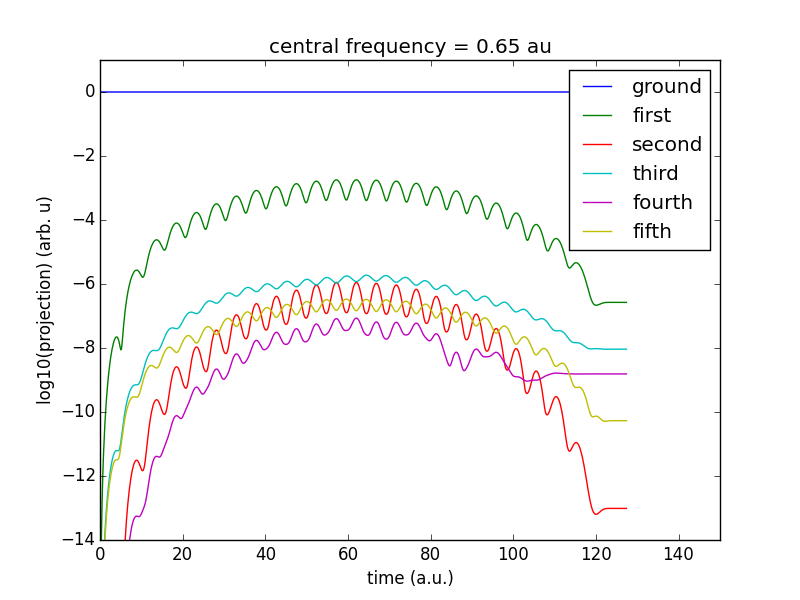 central frequency = 0.65 au
ground
first
second
third
fourth
fifth
log10(projection) (arb. u)
0
−2
−4
−6
−8
−10
−12
−14
0 20 40 60 80 100 120 140
time (a.u.)